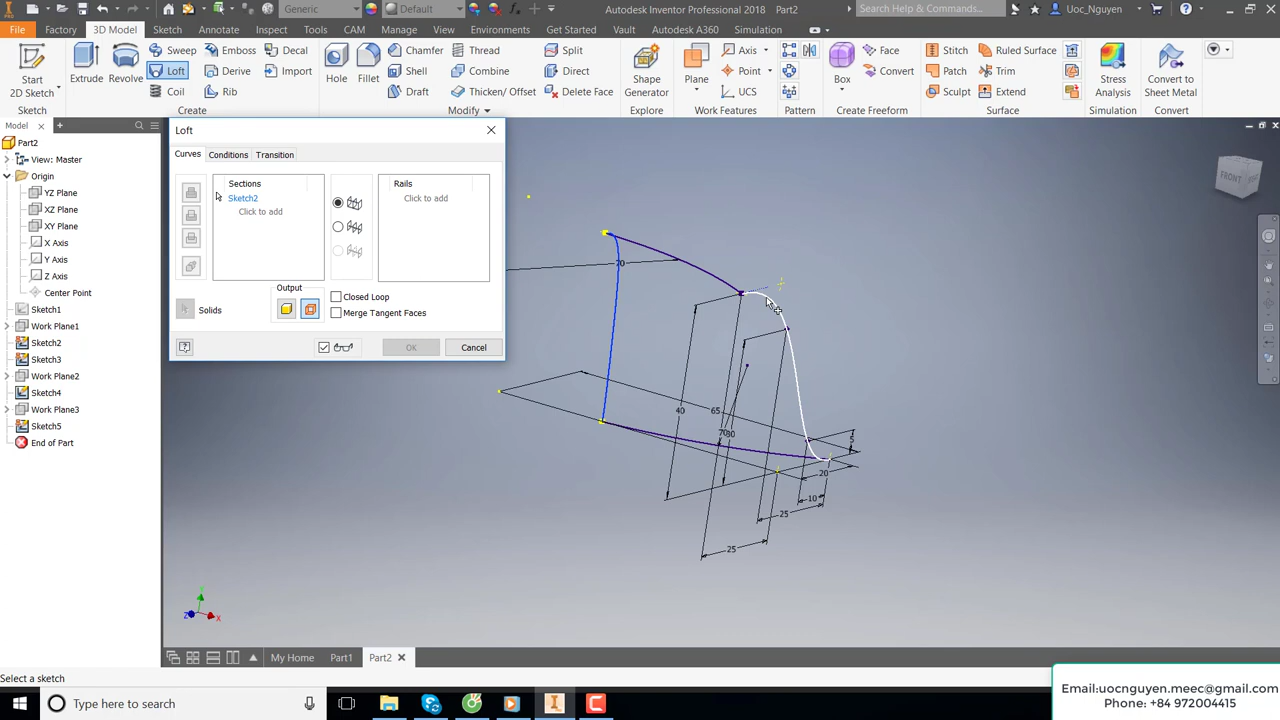 Generic
Default
Autodesk Inventor Professional 2018 Part2
Search Help & Commands...
Uoc_Nguyen
File Factory 3D Model Sketch Annotate Inspect Tools CAM Manage View Environments Get Started Vault Autodesk A360 Simulation
Start
2D Sketch
Extrude
Revolve
Sweep
Emboss
Decal
Loft
Derive
Import
Coil
Rib
Hole
Fillet
Chamfer
Thread
Split
Shell
Combine
Direct
Draft
Thicken/ Offset
Delete Face
Shape
Generator
Plane
Axis
Point
UCS
Box
Face
Convert
Stitch
Ruled Surface
Patch
Trim
Sculpt
Extend
Stress
Analysis
Convert to
Sheet Metal
Sketch
Create
Modify
Explore
Work Features
Pattern
Create Freeform
Surface
Simulation
Convert
Model
Part2
View: Master
Origin
YZ Plane
XZ Plane
XY Plane
X Axis
Y Axis
Z Axis
Center Point
Sketch1
Work Plane1
Sketch2
Sketch3
Work Plane2
Sketch4
Work Plane3
Sketch5
End of Part
Loft
Curves Conditions Transition
Sections
Sketch2
Click to add
Rails
Click to add
Solids
Output
Closed Loop
Merge Tangent Faces
OK
Cancel
FRONT
70
40
65
80
5
20
10
25
25
Y
Z
X
My Home Part1 Part2
Select a sketch
Type here to search
Email:uocnguyen.meec@gmail.com
Phone: +84 972004415